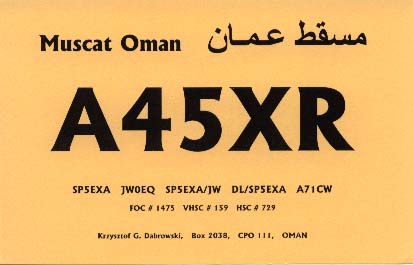 Muscat Oman مسقط عمان
A45XR
SP5EXA JW0EQ SP5EXA/JW DL/SP5EXA A71CW
FOC # 1475 VHSC # 159 HSC # 729
Krzysztof G. Dabrowski, Box 2038, CPO 111, OMAN